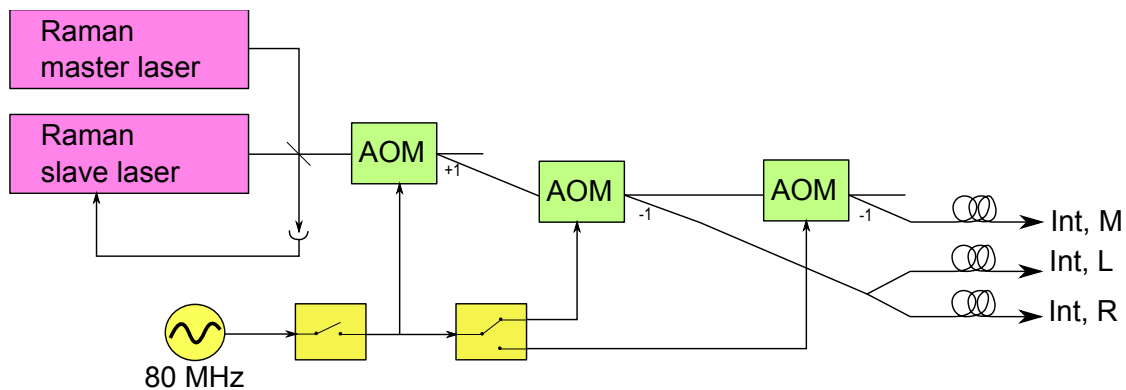 Raman
master laser
Raman
slave laser
AOM
+1
AOM
-1
AOM
-1
Int, M
Int, L
Int, R
80 MHz